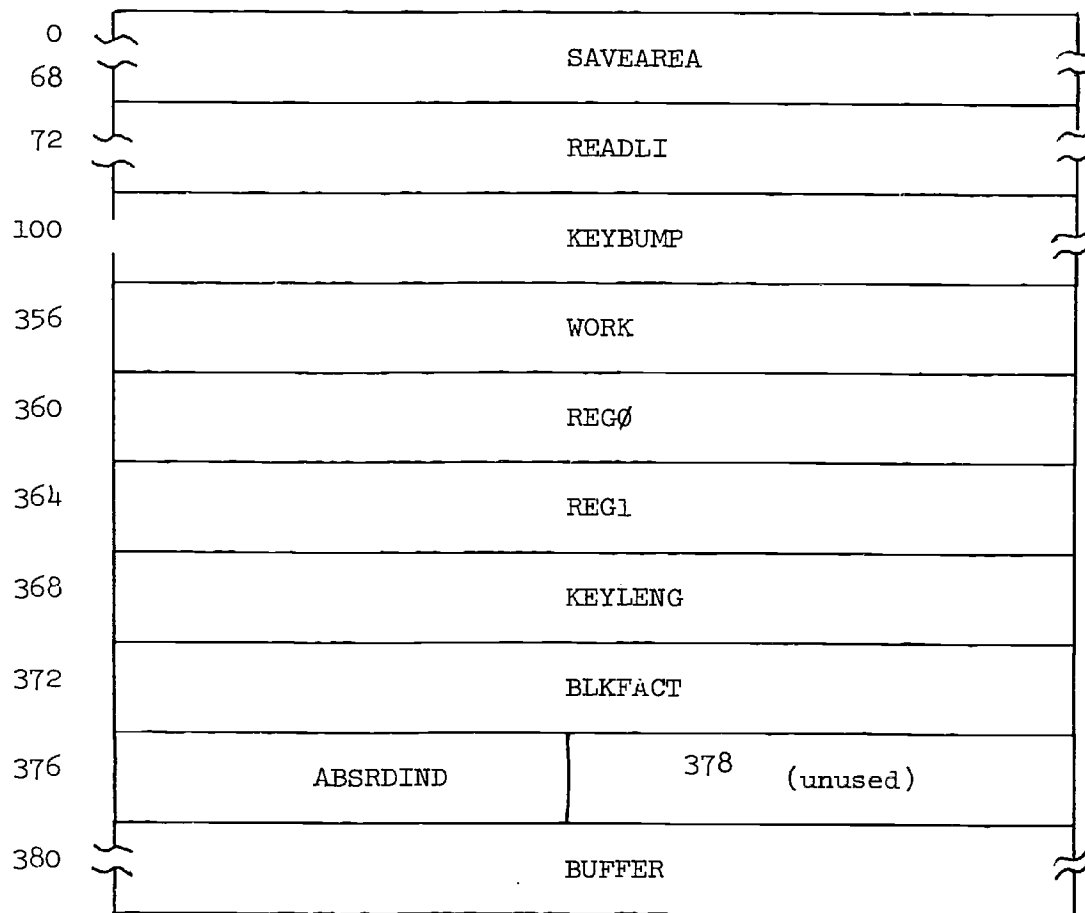 0
SAVEAREA
68
72 READLI
100 KEYBUMP
356 WORK
360 REGØ
364 REG1
368 KEYLENG
372 BLKFACT
376 ABSRDIND 378 (unused)
380 BUFFER